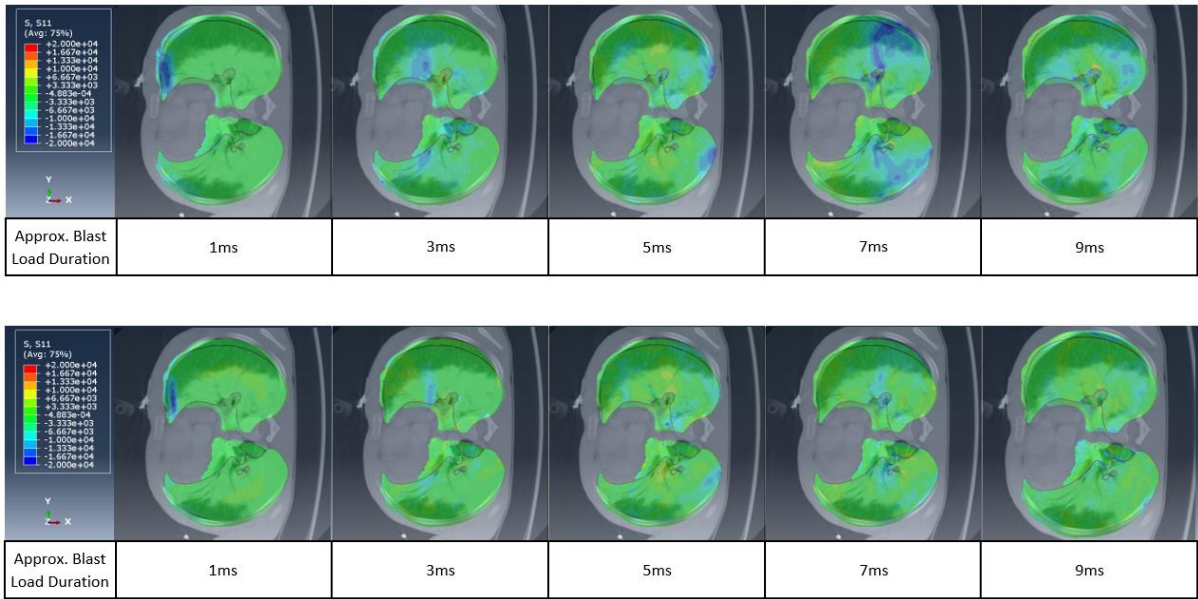 S, S11
(Avg: 75%)
+2.000e+04
+1.667e+04
+1.333e+04
+1.000e+04
+6.667e+03
+3.333e+03
-4.883e-04
-3.333e+03
-6.667e+03
-1.000e+04
-1.333e+04
-1.667e+04
-2.000e+04
Y
Z X
Approx. Blast
Load Duration
1ms
3ms
5ms
7ms
9ms
S, S11
(Avg: 75%)
+2.000e+04
+1.667e+04
+1.333e+04
+1.000e+04
+6.667e+03
+3.333e+03
-4.883e-04
-3.333e+03
-6.667e+03
-1.000e+04
-1.333e+04
-1.667e+04
-2.000e+04
Y
Z X
Approx. Blast
Load Duration
1ms
3ms
5ms
7ms
9ms